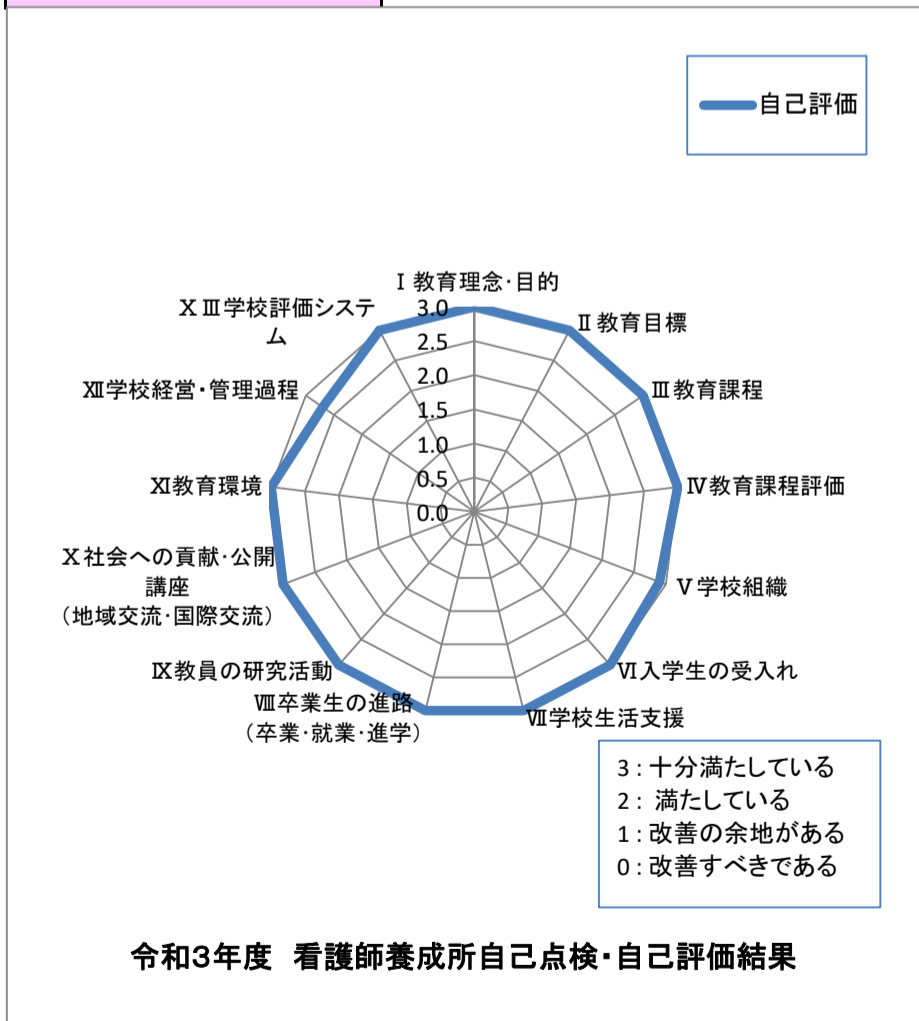 自己評価
Ⅰ 教育理念・目的
Ⅱ 教育目標
Ⅲ教育課程
Ⅳ教育課程評価
Ⅴ 学校組織
Ⅵ入学生の受入れ
Ⅶ学校生活支援
Ⅷ卒業生の進路
（卒業・就業・進学）
Ⅸ教員の研究活動
Ⅹ社会への貢献・公開
講座
（地域交流・国際交流）
Ⅺ教育環境
Ⅻ学校経営・管理過程
ⅩⅢ学校評価システ
ム
3.0
2.5
2.0
1.5
1.0
0.5
0.0
3：十分満たしている
2： 満たしている
1：改善の余地がある
0：改善すべきである
令和3年度 看護師養成所自己点検・自己評価結果